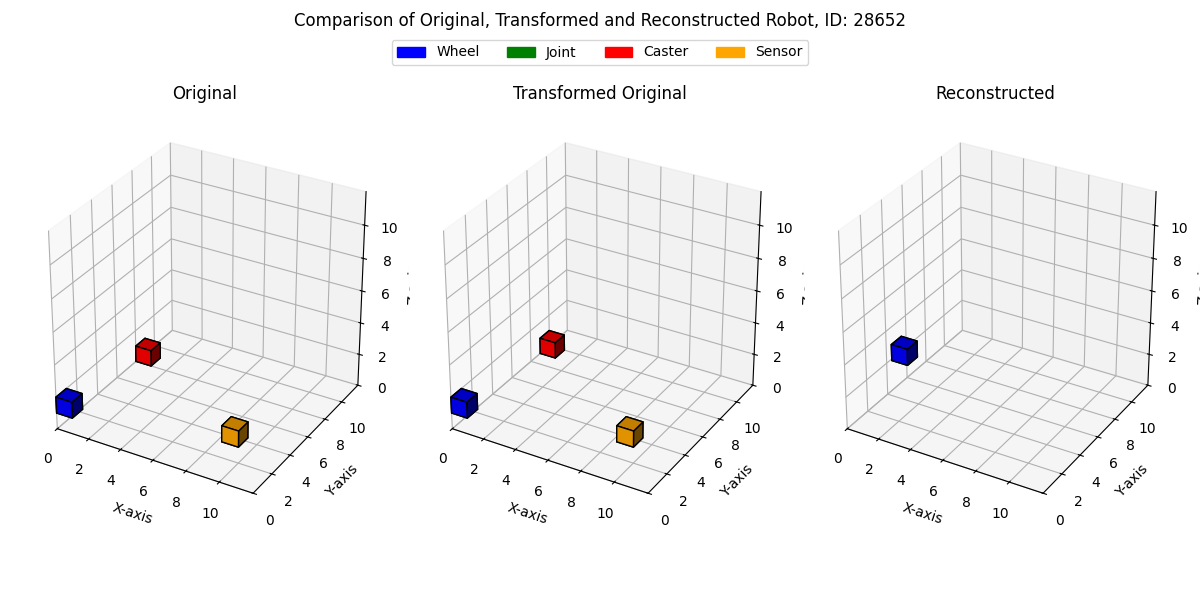 Comparison of Original, Transformed and Reconstructed Robot, ID: 28652
Wheel Joint Caster Sensor
Original Transformed Original Reconstructed
10 10 10
8 8 8
6 6 6
4 4 4
2 2 2
0 0 0
10 10 10
8 8 8
6 6 6
4 4 4
2 2 2
0 0 0
0 2 4 6 8 10 0 2 4 6 8 10 0 2 4 6 8 10
X-axis Y-axis X-axis Y-axis X-axis Y-axis